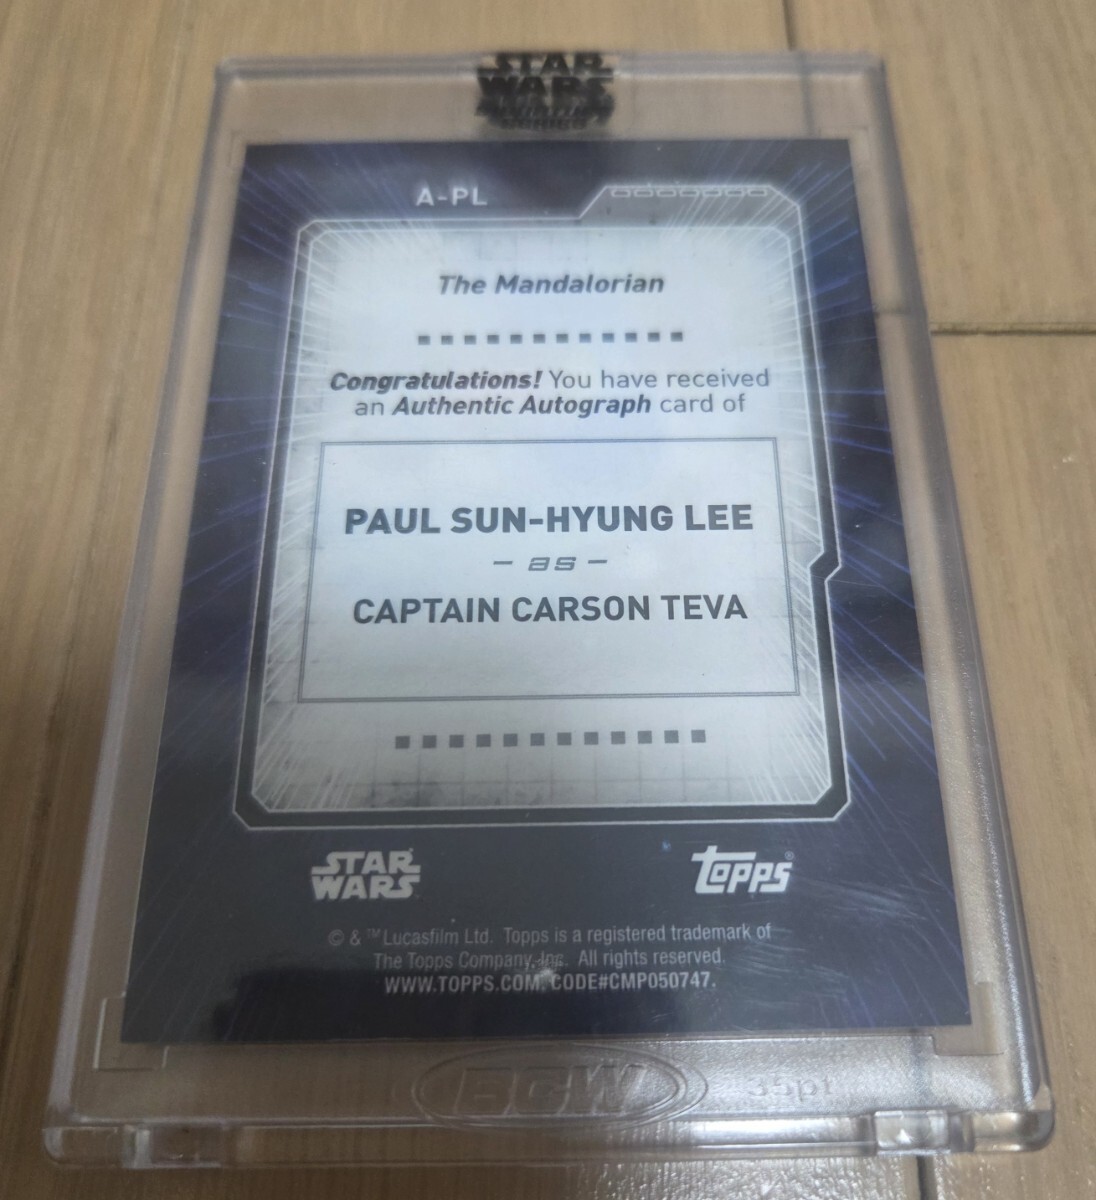 STAR
WARS
SIGNATURE
SERIES
A-PL
The Mandalorian
Congratulations! You have received
an Authentic Autograph card of
PAUL SUN-HYUNG LEE
- as -
CAPTAIN CARSON TEVA
STAR
WARS
Topps®
© & ™ Lucasfilm Ltd. Topps is a registered trademark of
The Topps Company, Inc. All rights reserved.
WWW.TOPPS.COM. CODE#CMP050747.
BCW 35pt